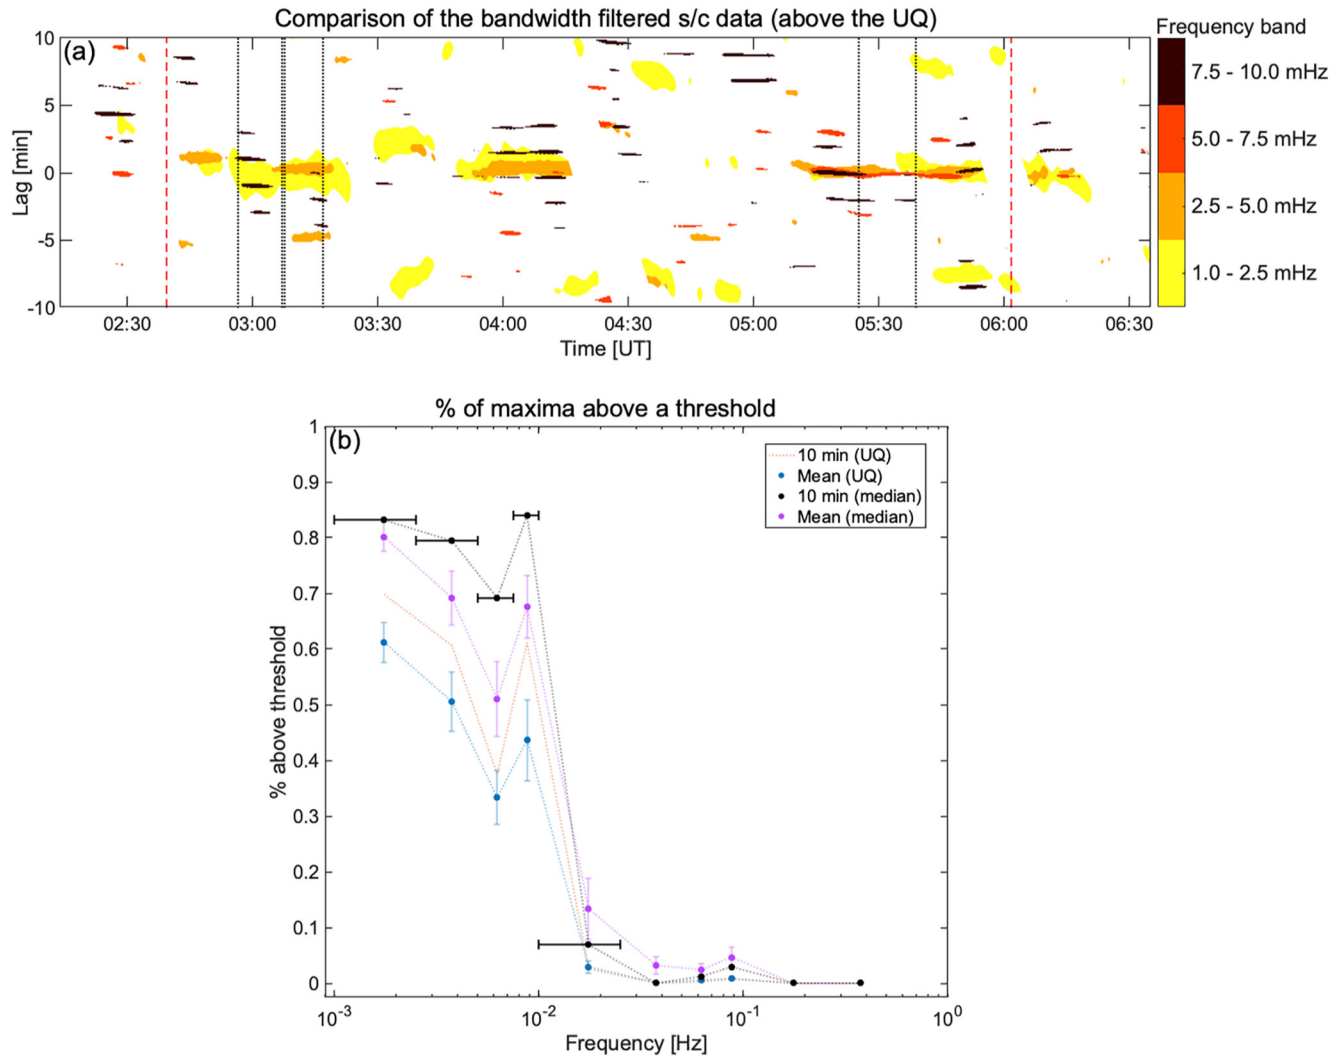 Comparison of the bandwidth filtered s/c data (above the UQ)
Frequency band
(a)
10
5
0
-5
-10
Lag [min]
02:30 03:00 03:30 04:00 04:30 05:00 05:30 06:00 06:30
Time [UT]
7.5 - 10.0 mHz
5.0 - 7.5 mHz
2.5 - 5.0 mHz
1.0 - 2.5 mHz
% of maxima above a threshold
(b)
1
0.9
0.8
0.7
0.6
0.5
0.4
0.3
0.2
0.1
0
% above threshold
10 min (UQ)
Mean (UQ)
10 min (median)
Mean (median)
10⁻³ 10⁻² 10⁻¹ 10⁰
Frequency [Hz]